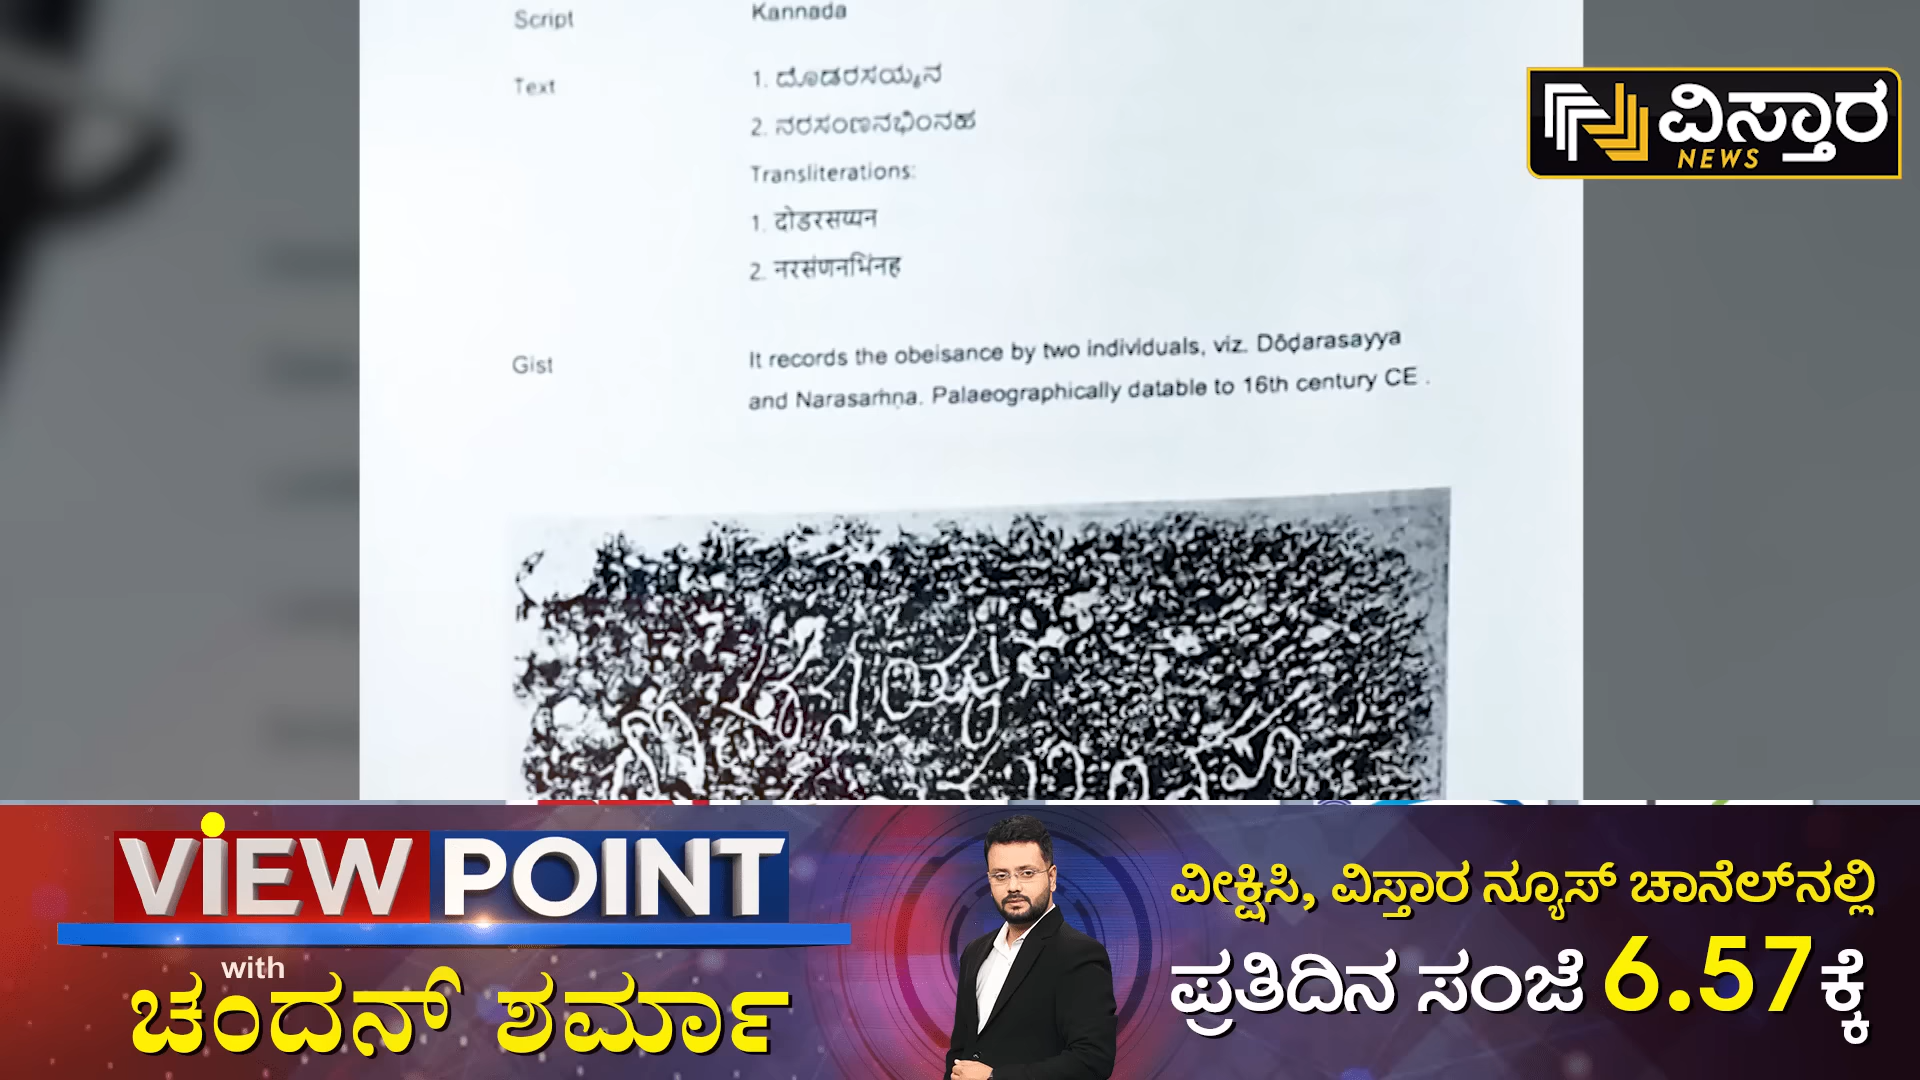 Script Kannada
Text 1. ದೊಡರಸಯ್ಯನ
2. ನರಸಂಣನಭಿಂನಹ
Transliterations:
1. दोडरसय्यन
2. नरसंणनभिंनह
Gist It records the obeisance by two individuals, viz. Dōḍarasayya
and Narasaṁṇa. Palaeographically datable to 16th century CE .
ವಿಸ್ತಾರ
NEWS
VIEW POINT
with
ಚಂದನ್ ಶರ್ಮಾ
ವೀಕ್ಷಿಸಿ, ವಿಸ್ತಾರ ನ್ಯೂಸ್ ಚಾನೆಲ್‌ನಲ್ಲಿ
ಪ್ರತಿದಿನ ಸಂಜೆ 6.57ಕ್ಕೆ